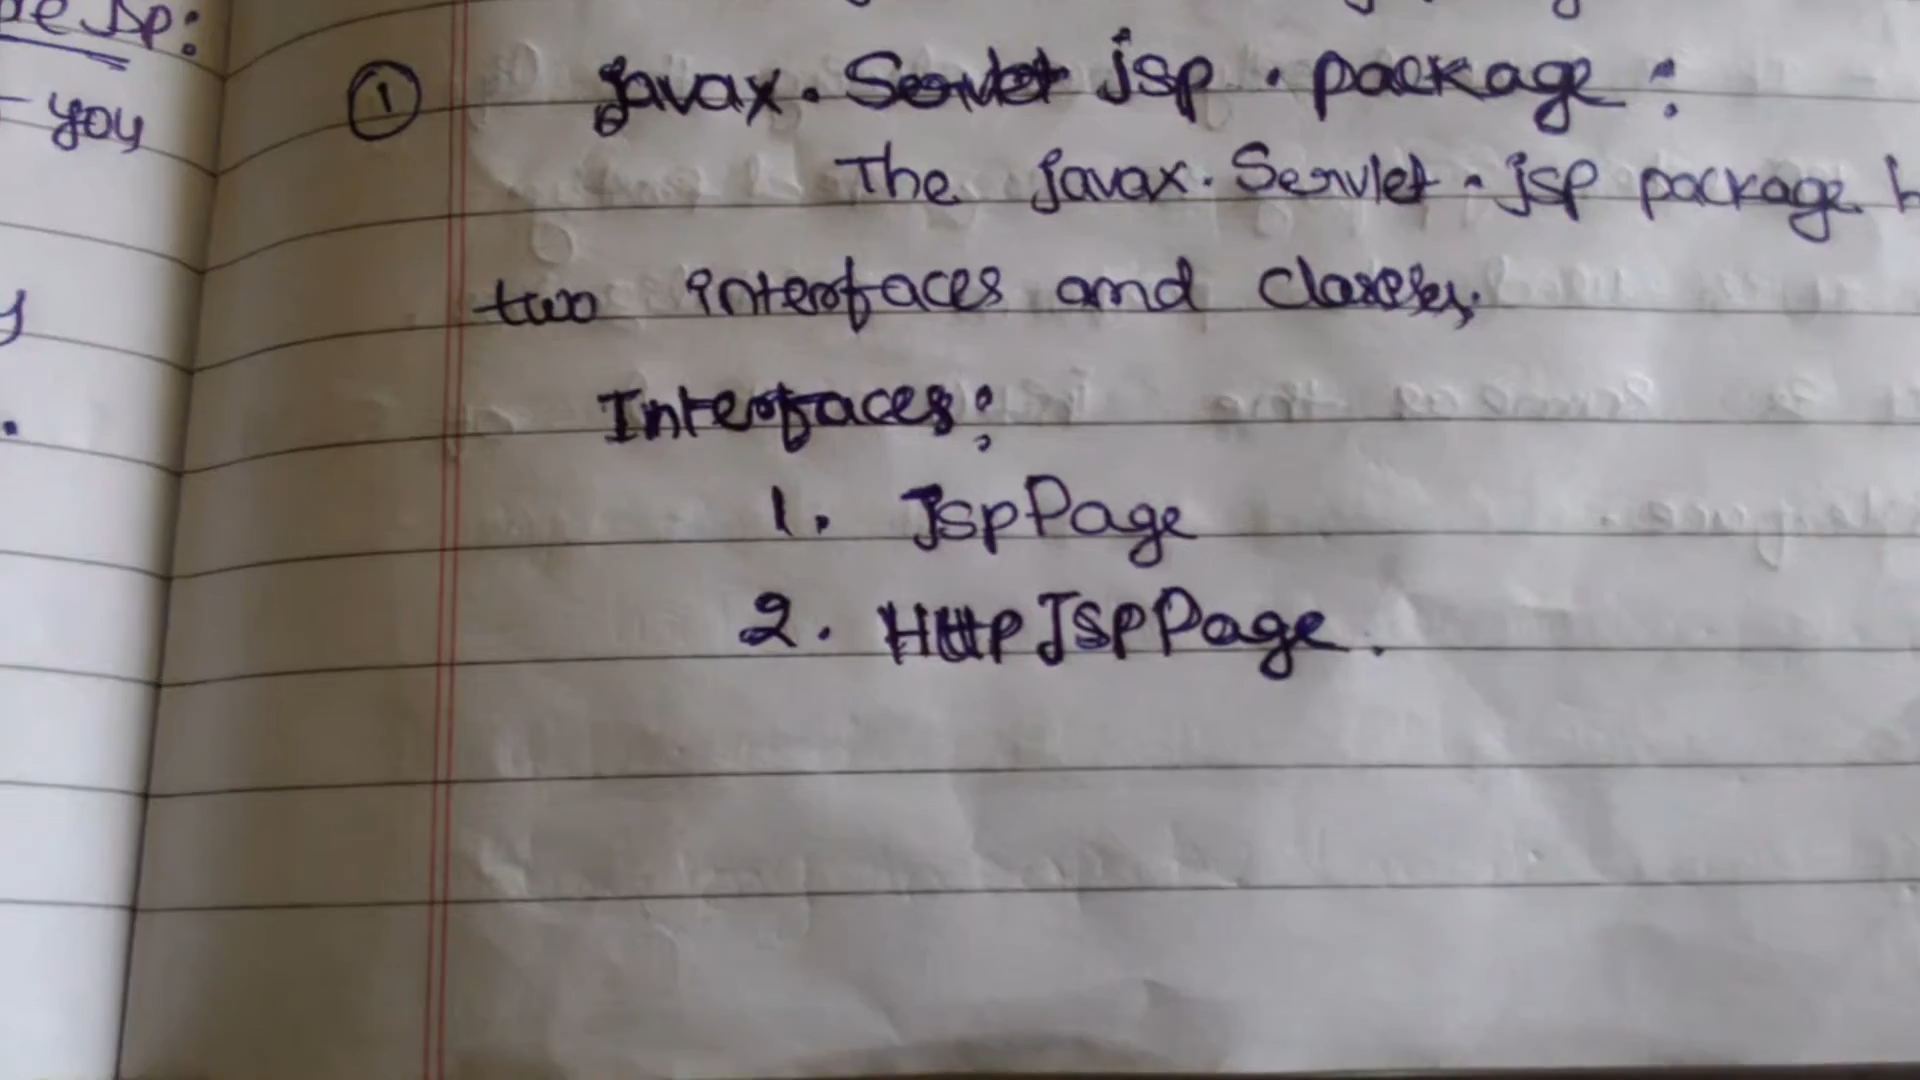 you
① javax. Servlet jsp . package :
The javax. Servlet . jsp package
two interfaces and classes.
Interfaces :
1. JspPage
2. HttpJspPage.